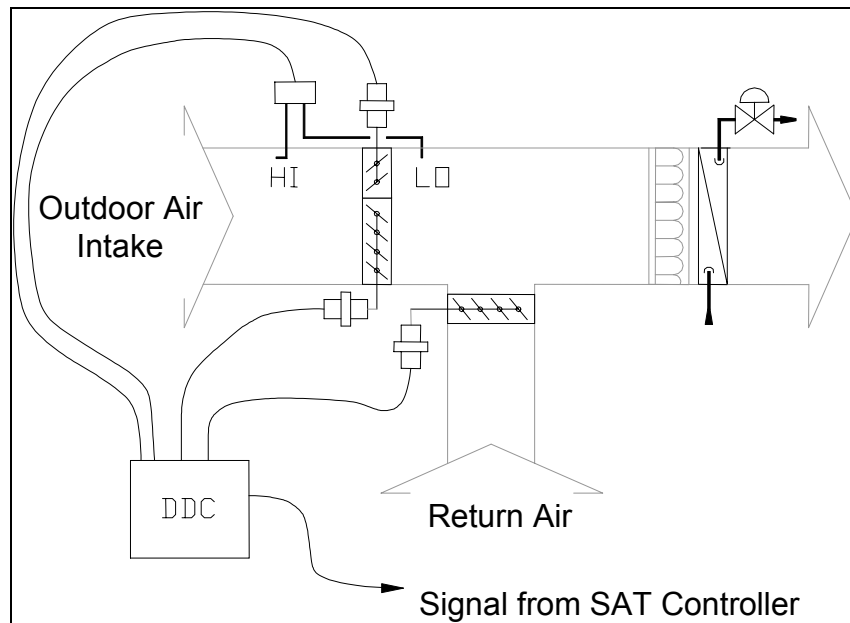 HI
LO
Outdoor Air
Intake
DDC
Return Air
Signal from SAT Controller